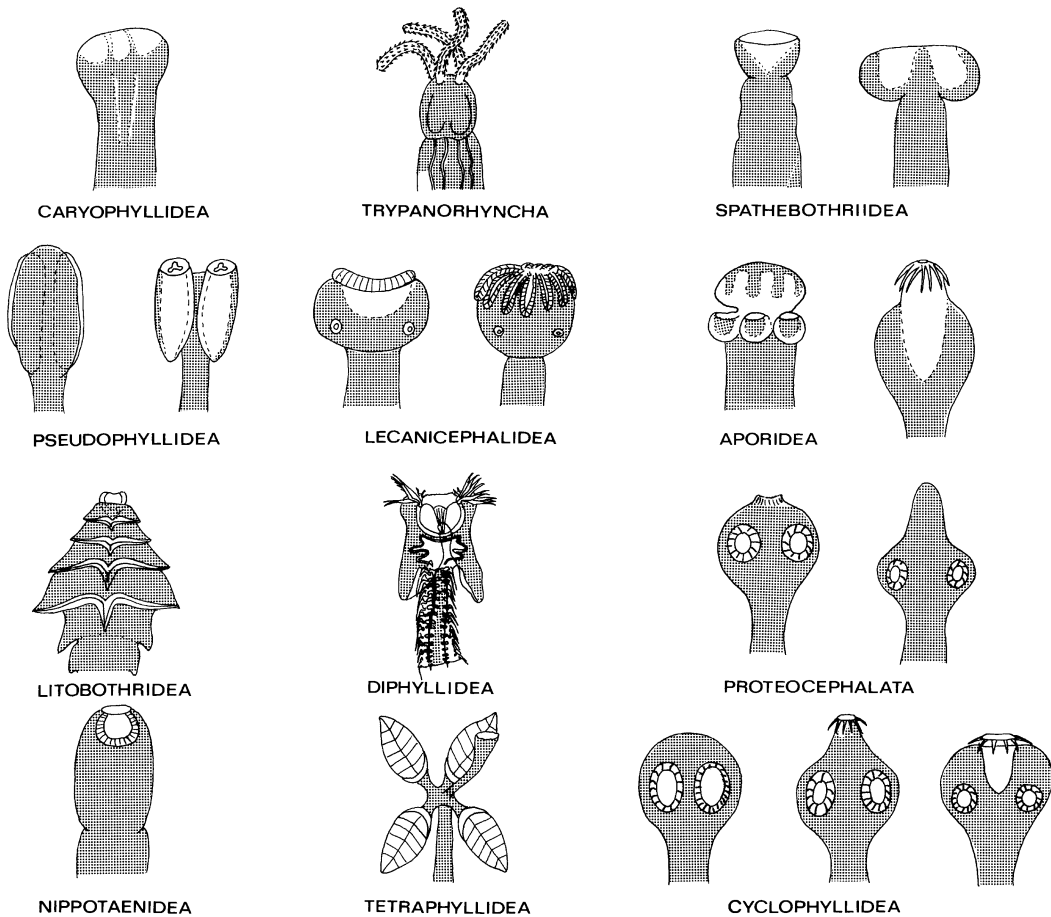 CARYOPHYLLIDEA
TRYPANORHYNCHA
SPATHEBOTHRIIDEA
PSEUDOPHYLLIDEA
LECANICEPHALIDEA
APORIDEA
LITOBOTHRIDEA
DIPHYLLIDEA
PROTEOCEPHALATA
NIPPOTAENIDEA
TETRAPHYLLIDEA
CYCLOPHYLLIDEA